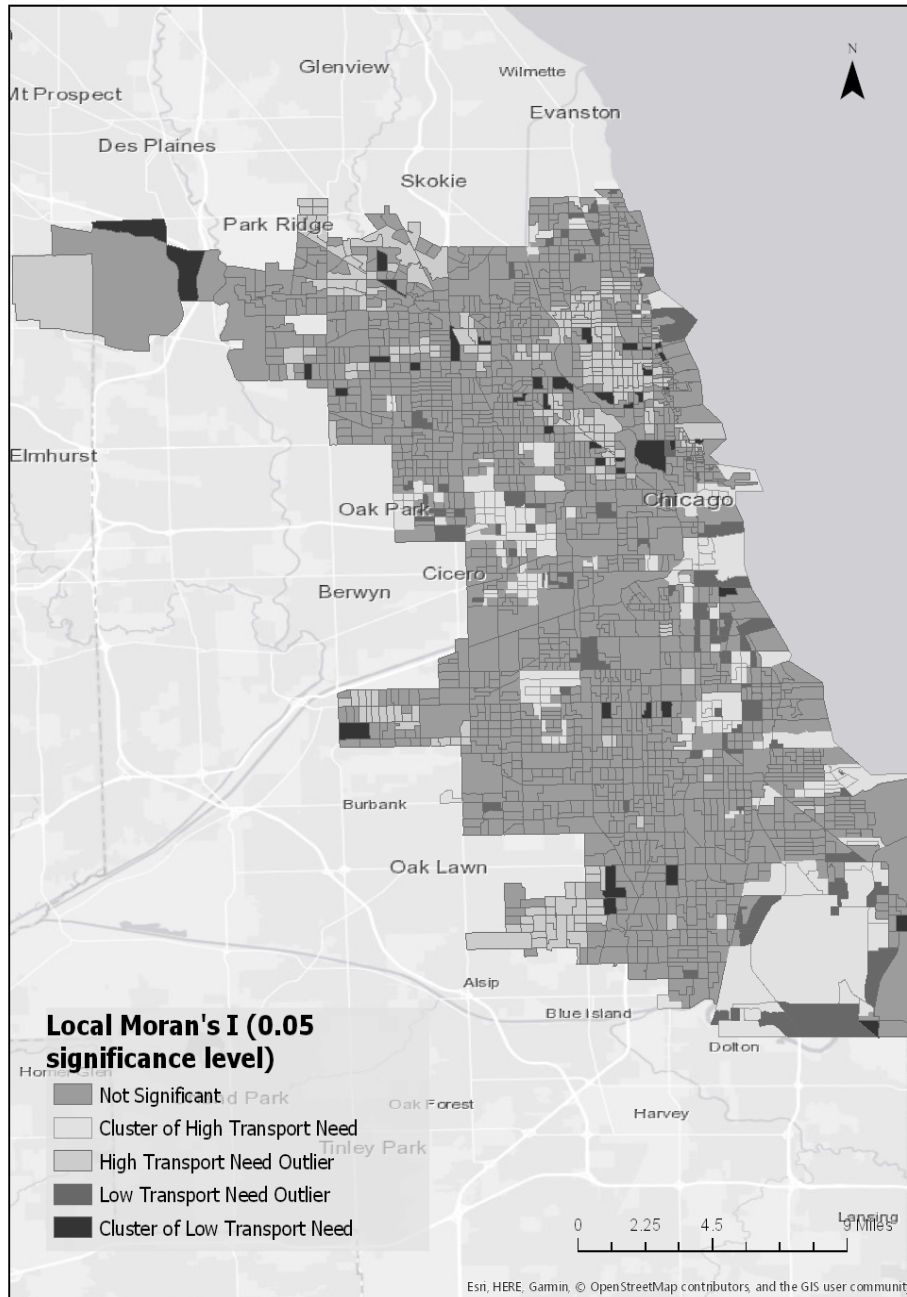 Glenview
Wilmette
Mt Prospect
Evanston
Des Plaines
Skokie
Park Ridge
N
Elmhurst
Oak Park
Chicago
Cicero
Berwyn
Burbank
Oak Lawn
Alsip
Blue Island
Dolton
Local Moran's I (0.05
significance level)
Homer Glen
Not Significant
Park
Cluster of High Transport Need
Oak Forest
High Transport Need Outlier
Harvey
Tinley Park
Low Transport Need Outlier
Cluster of Low Transport Need
Lansing
0 2.25 4.5 9 Miles
Esri, HERE, Garmin, © OpenStreetMap contributors, and the GIS user community